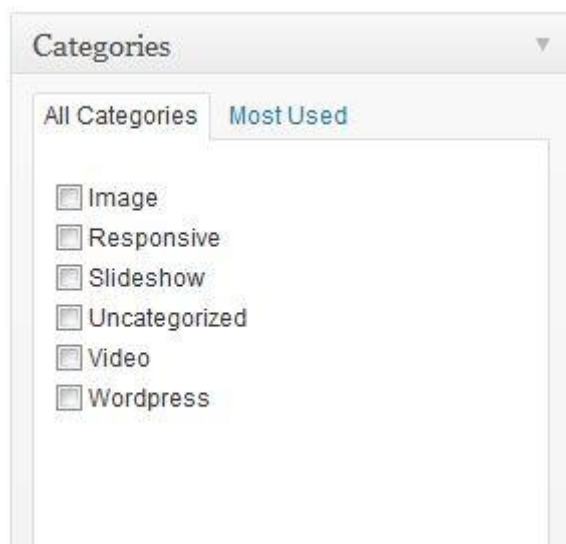 Categories
All Categories Most Used
Image
Responsive
Slideshow
Uncategorized
Video
Wordpress